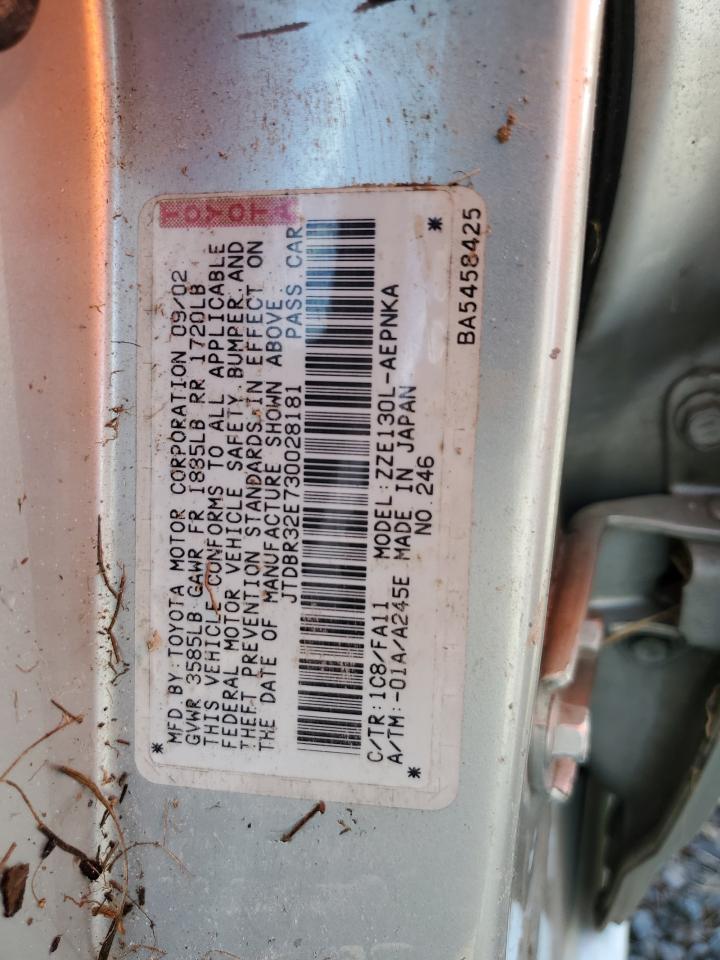 TOYOTA
MFD BY: TOYOTA MOTOR CORPORATION 09/02
GVWR 3585LB GAWR FR 1885LB RR 1720LB
THIS VEHICLE CONFORMS TO ALL APPLICABLE
FEDERAL MOTOR VEHICLE SAFETY, BUMPER, AND
THEFT PREVENTION STANDARDS IN EFFECT ON
THE DATE OF MANUFACTURE SHOWN ABOVE.
JTDBR32E730028181 PASS. CAR
C/TR: 1C8/FA11 MODEL: ZZE130L-AEPNKA
A/TM: -01A/A245E MADE IN JAPAN
NO. 246
BA5458425